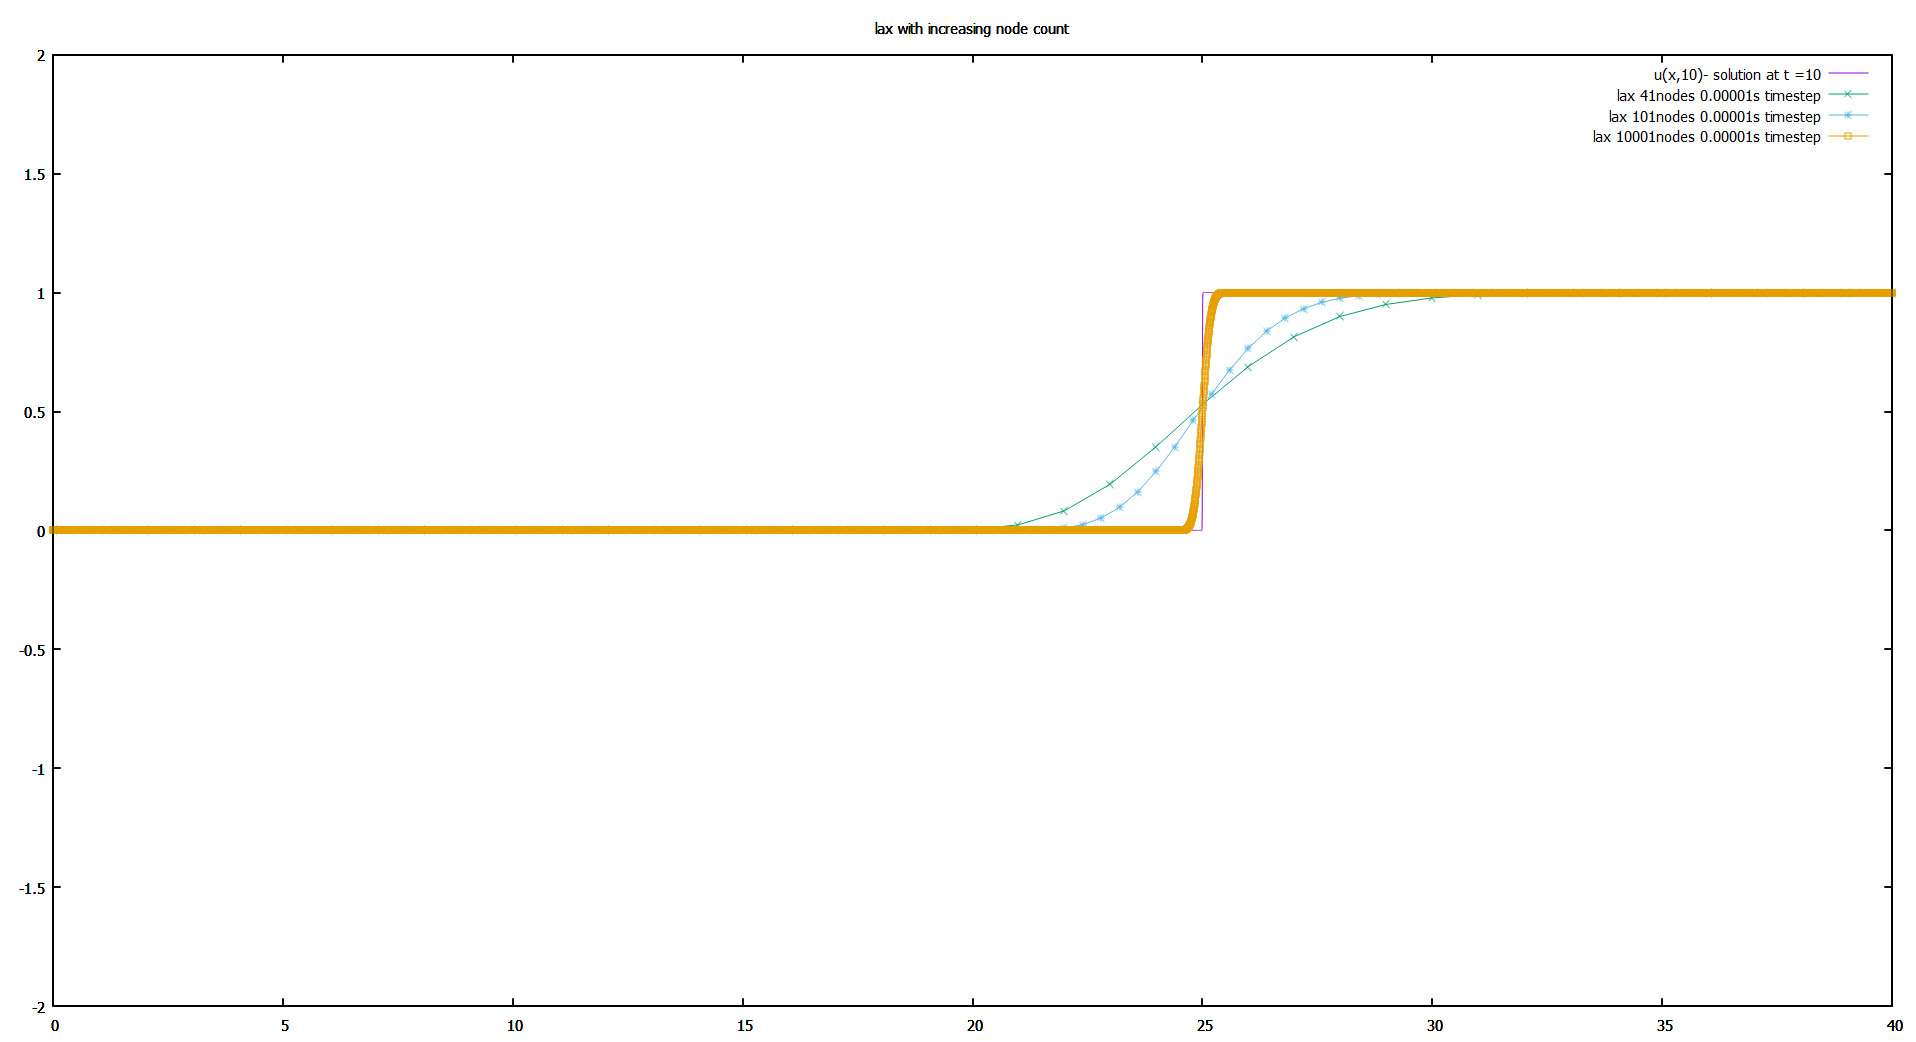 lax with increasing node count
u(x,10)- solution at t =10
lax 41nodes 0.00001s timestep
lax 101nodes 0.00001s timestep
lax 10001nodes 0.00001s timestep
2
1.5
1
0.5
0
-0.5
-1
-1.5
-2
0 5 10 15 20 25 30 35 40